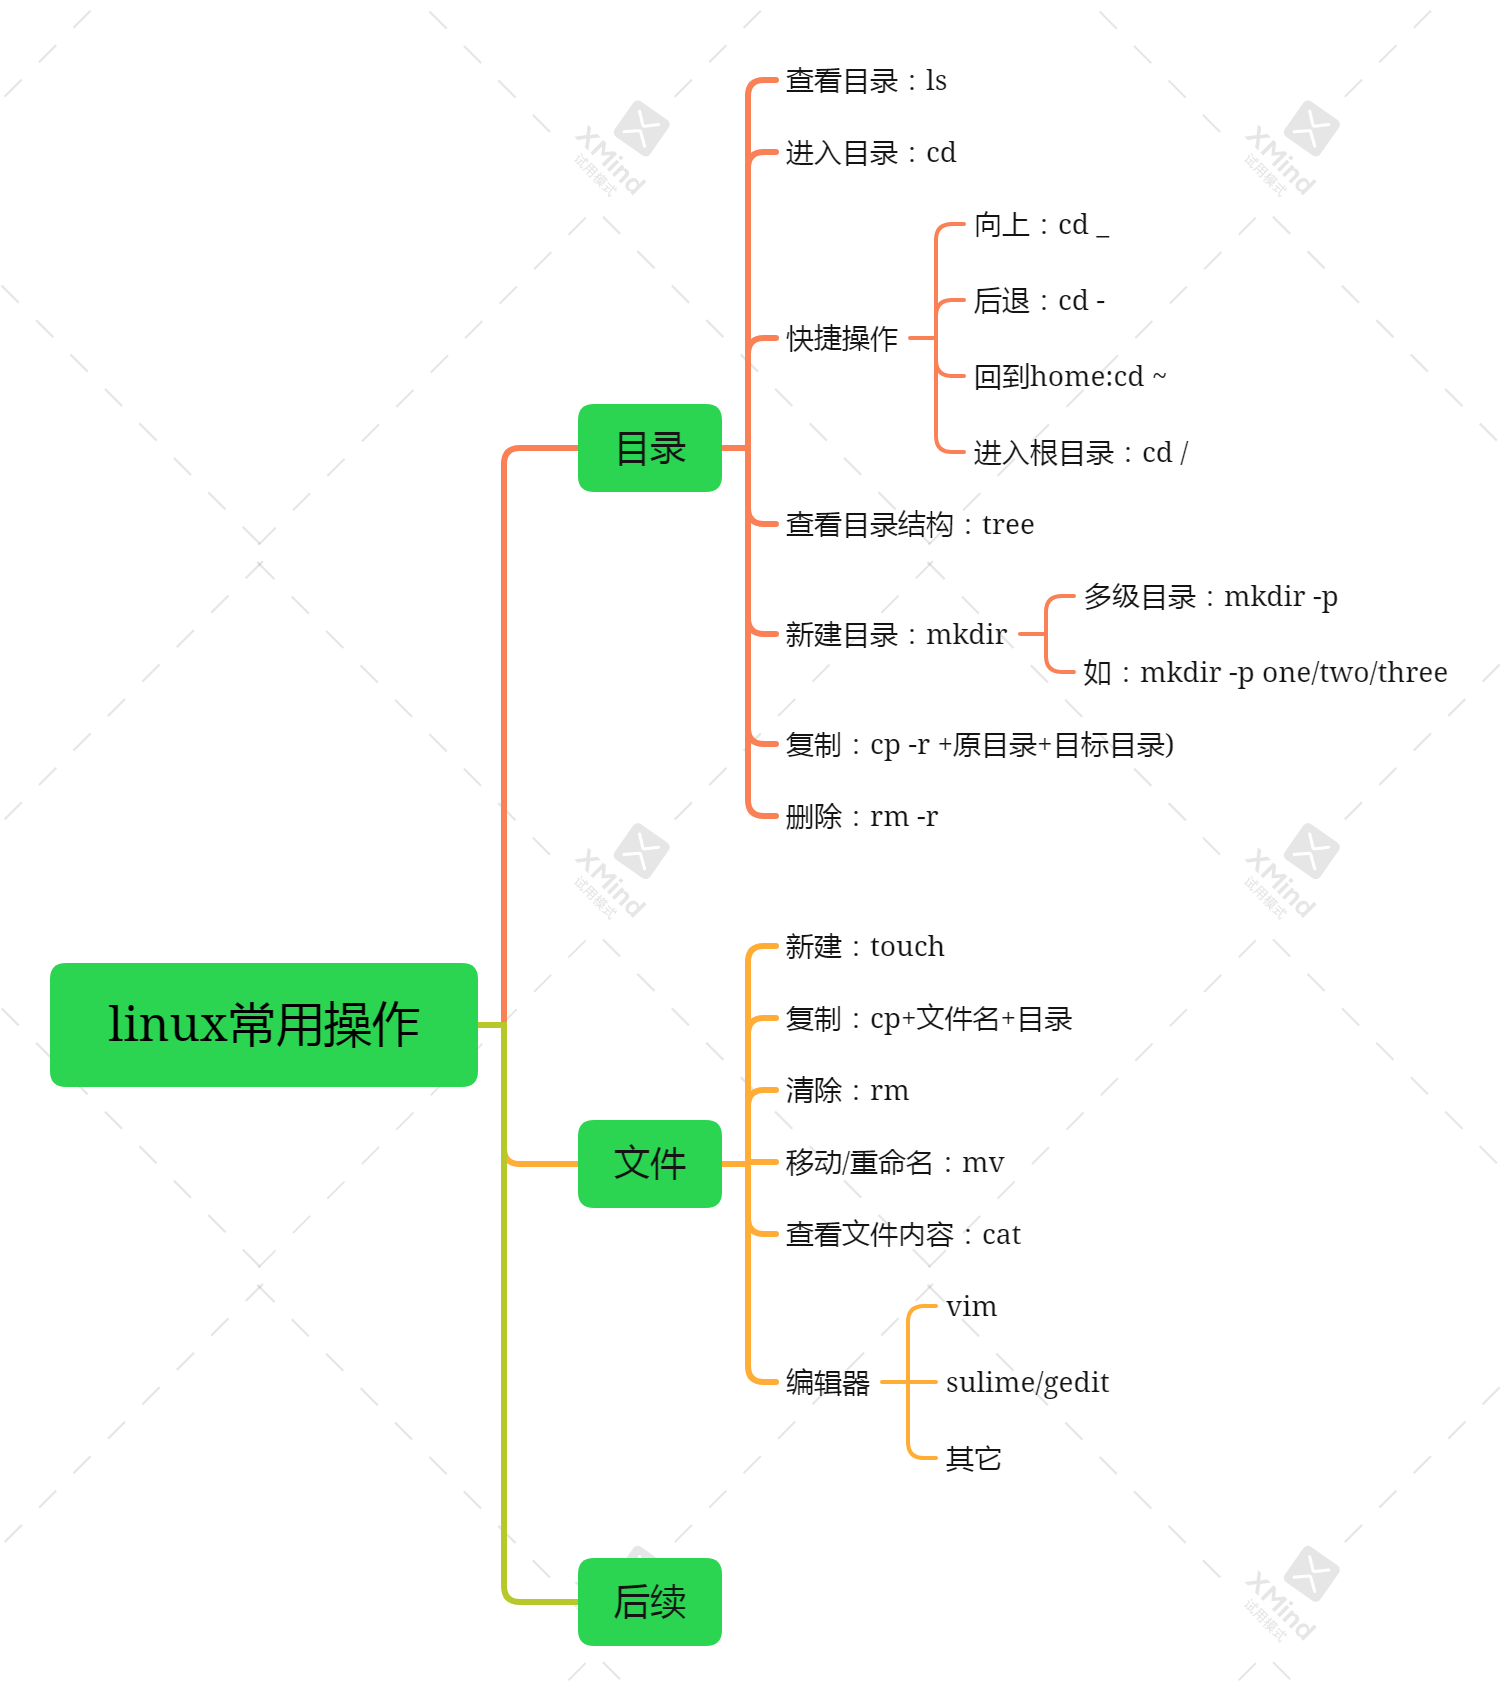 查看目录：ls
进入目录：cd
快捷操作
向上：cd _
后退：cd -
回到home:cd ~
进入根目录：cd /
目录
查看目录结构：tree
新建目录：mkdir
多级目录：mkdir -p
如：mkdir -p one/two/three
复制：cp -r +原目录+目标目录)
删除：rm -r
linux常用操作
新建：touch
复制：cp+文件名+目录
清除：rm
文件
移动/重命名：mv
查看文件内容：cat
编辑器
vim
sulime/gedit
其它
后续
XMind
试用模式
XMind
试用模式
XMind
试用模式
XMind
试用模式
XMind
试用模式